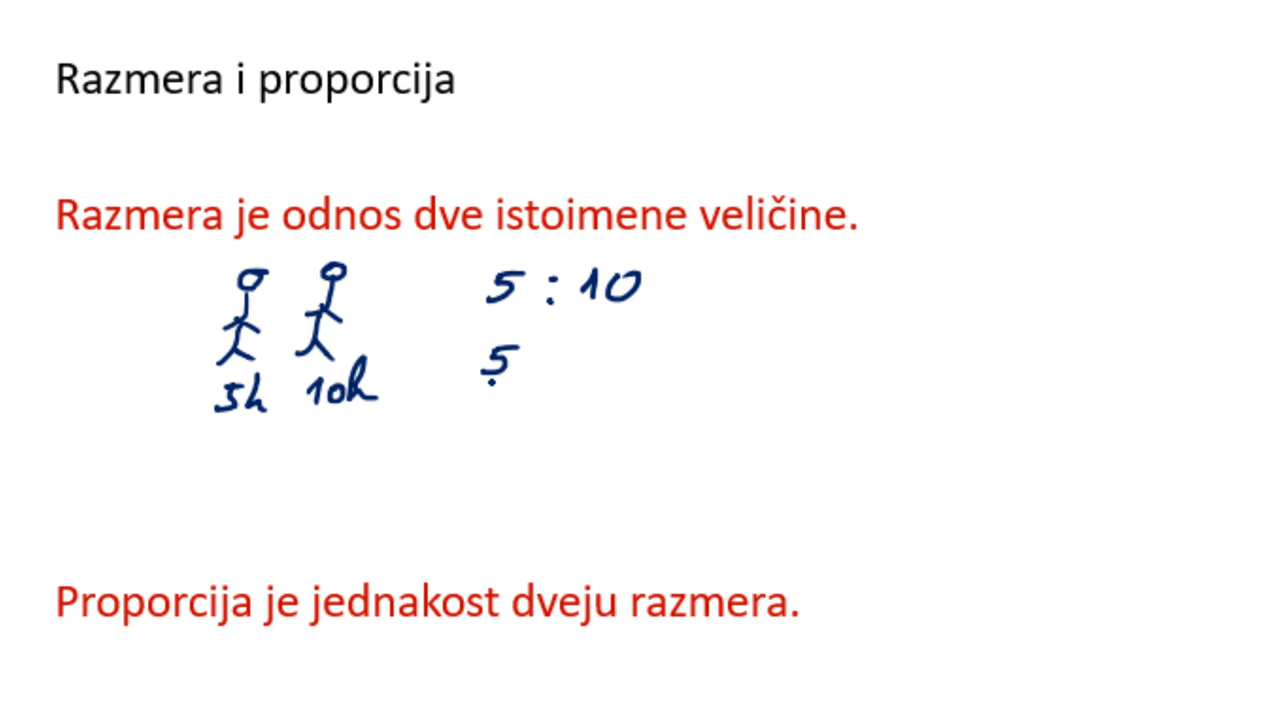 Razmera i proporcija
Razmera je odnos dve istoimene veličine.
5 : 10
5
5h 10h
Proporcija je jednakost dveju razmera.